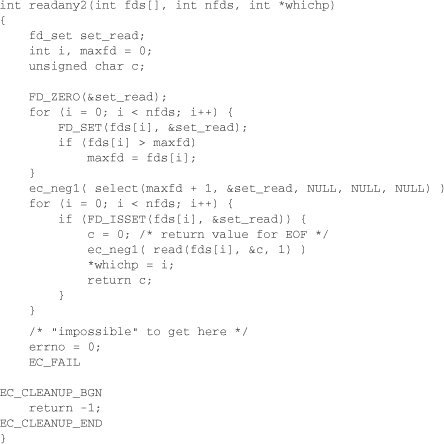 int readany2(int fds[], int nfds, int *whichp)
{
    fd_set set_read;
    int i, maxfd = 0;
    unsigned char c;

    FD_ZERO(&set_read);
    for (i = 0; i < nfds; i++) {
        FD_SET(fds[i], &set_read);
        if (fds[i] > maxfd)
            maxfd = fds[i];
    }
    ec_neg1( select(maxfd + 1, &set_read, NULL, NULL, NULL) )
    for (i = 0; i < nfds; i++) {
        if (FD_ISSET(fds[i], &set_read)) {
            c = 0; /* return value for EOF */
            ec_neg1( read(fds[i], &c, 1) )
            *whichp = i;
            return c;
        }
    }
    /* "impossible" to get here */
    errno = 0;
    EC_FAIL

EC_CLEANUP_BGN
    return -1;
EC_CLEANUP_END
}